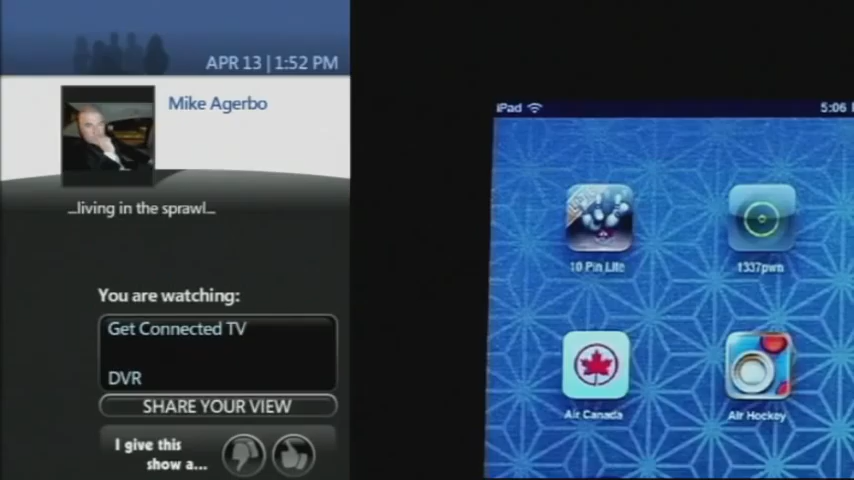 APR 13 | 1:52 PM
Mike Agerbo
...living in the sprawl...
You are watching:
Get Connected TV
DVR
SHARE YOUR VIEW
I give this
show a...
iPad
5:06
10 Pin Lite
1337pwn
Air Canada
Air Hockey